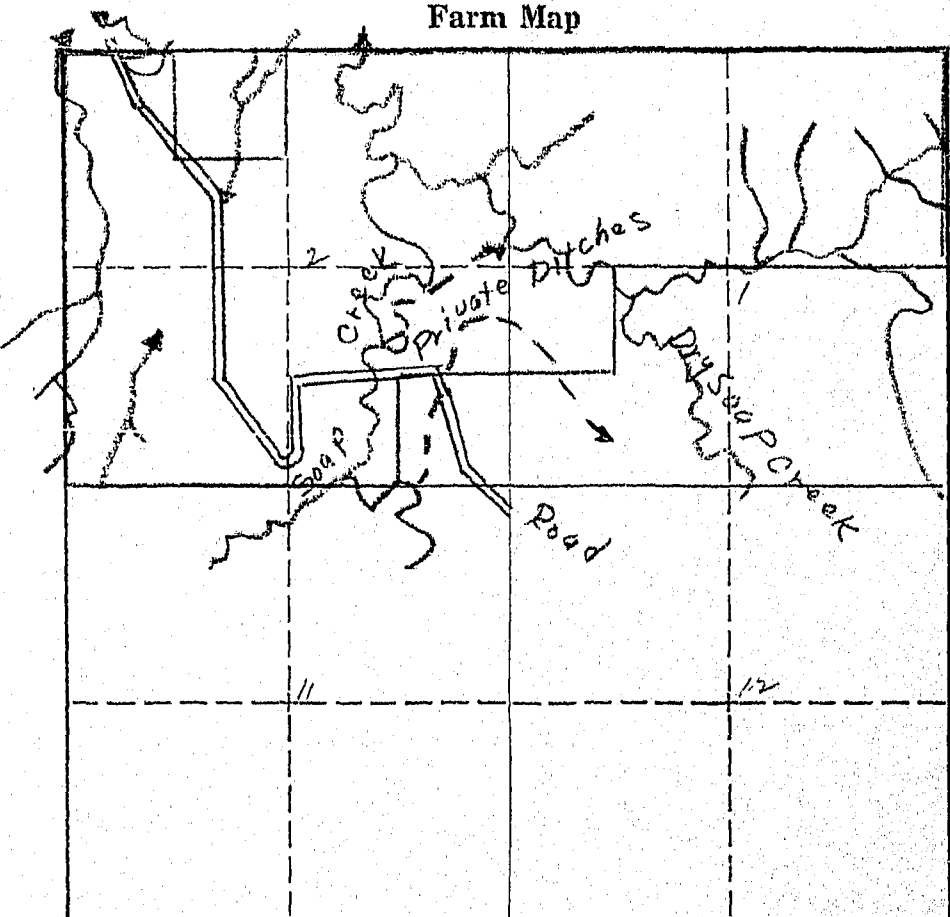 Farm Map
2
Private Ditches
1
Soap Creek
Dry Soap Creek
Road
11
12